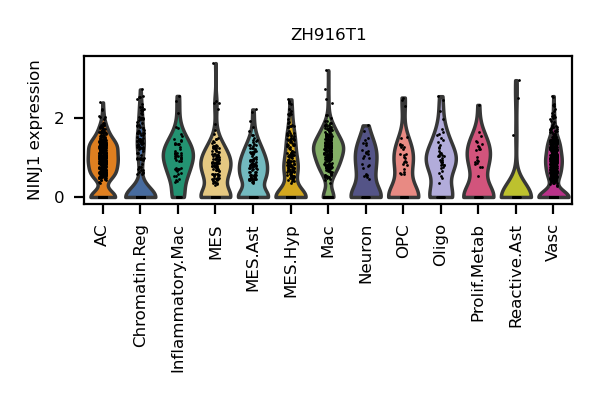 ZH916T1
NINJ1 expression
2
0
AC
Chromatin.Reg
Inflammatory.Mac
MES
MES.Ast
MES.Hyp
Mac
Neuron
OPC
Oligo
Prolif.Metab
Reactive.Ast
Vasc